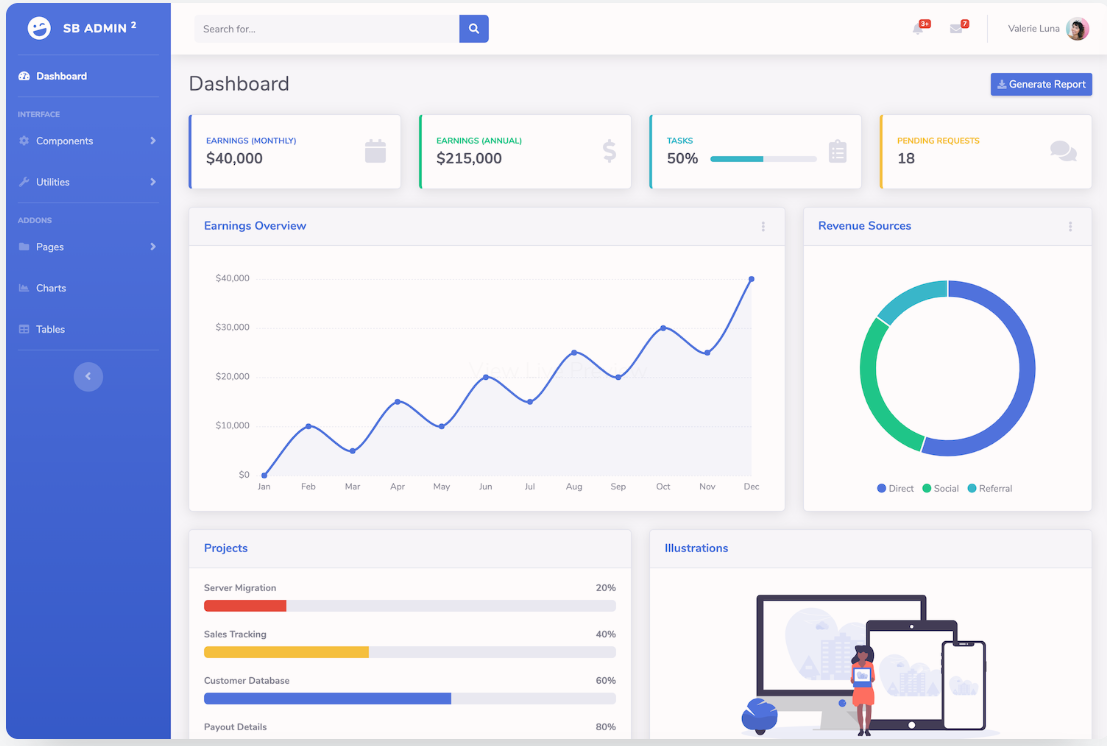 SB ADMIN 2
Search for...
3+
7
Valerie Luna
Dashboard
INTERFACE
Components
Utilities
ADDONS
Pages
Charts
Tables
Dashboard
Generate Report
EARNINGS (MONTHLY)
$40,000
EARNINGS (ANNUAL)
$215,000
TASKS
50%
PENDING REQUESTS
18
Earnings Overview
$40,000
$30,000
$20,000
$10,000
$0
Jan Feb Mar Apr May Jun Jul Aug Sep Oct Nov Dec
Revenue Sources
Direct Social Referral
Projects
Server Migration 20%
Sales Tracking 40%
Customer Database 60%
Payout Details 80%
Illustrations